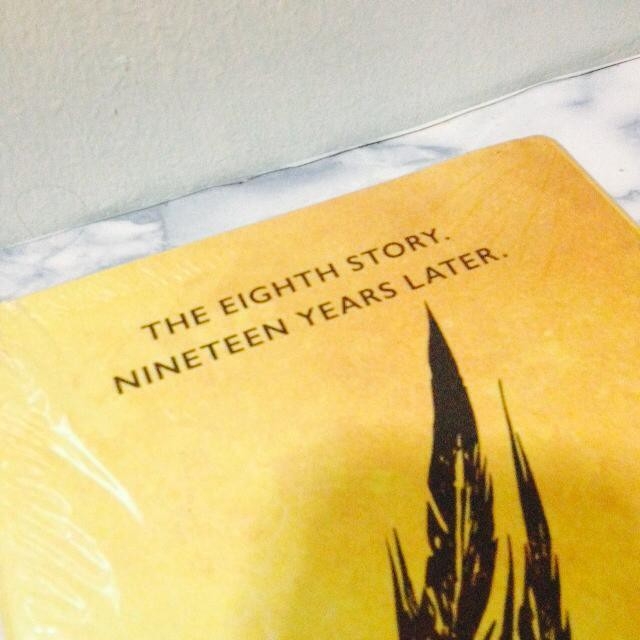 THE EIGHTH STORY.
NINETEEN YEARS LATER.